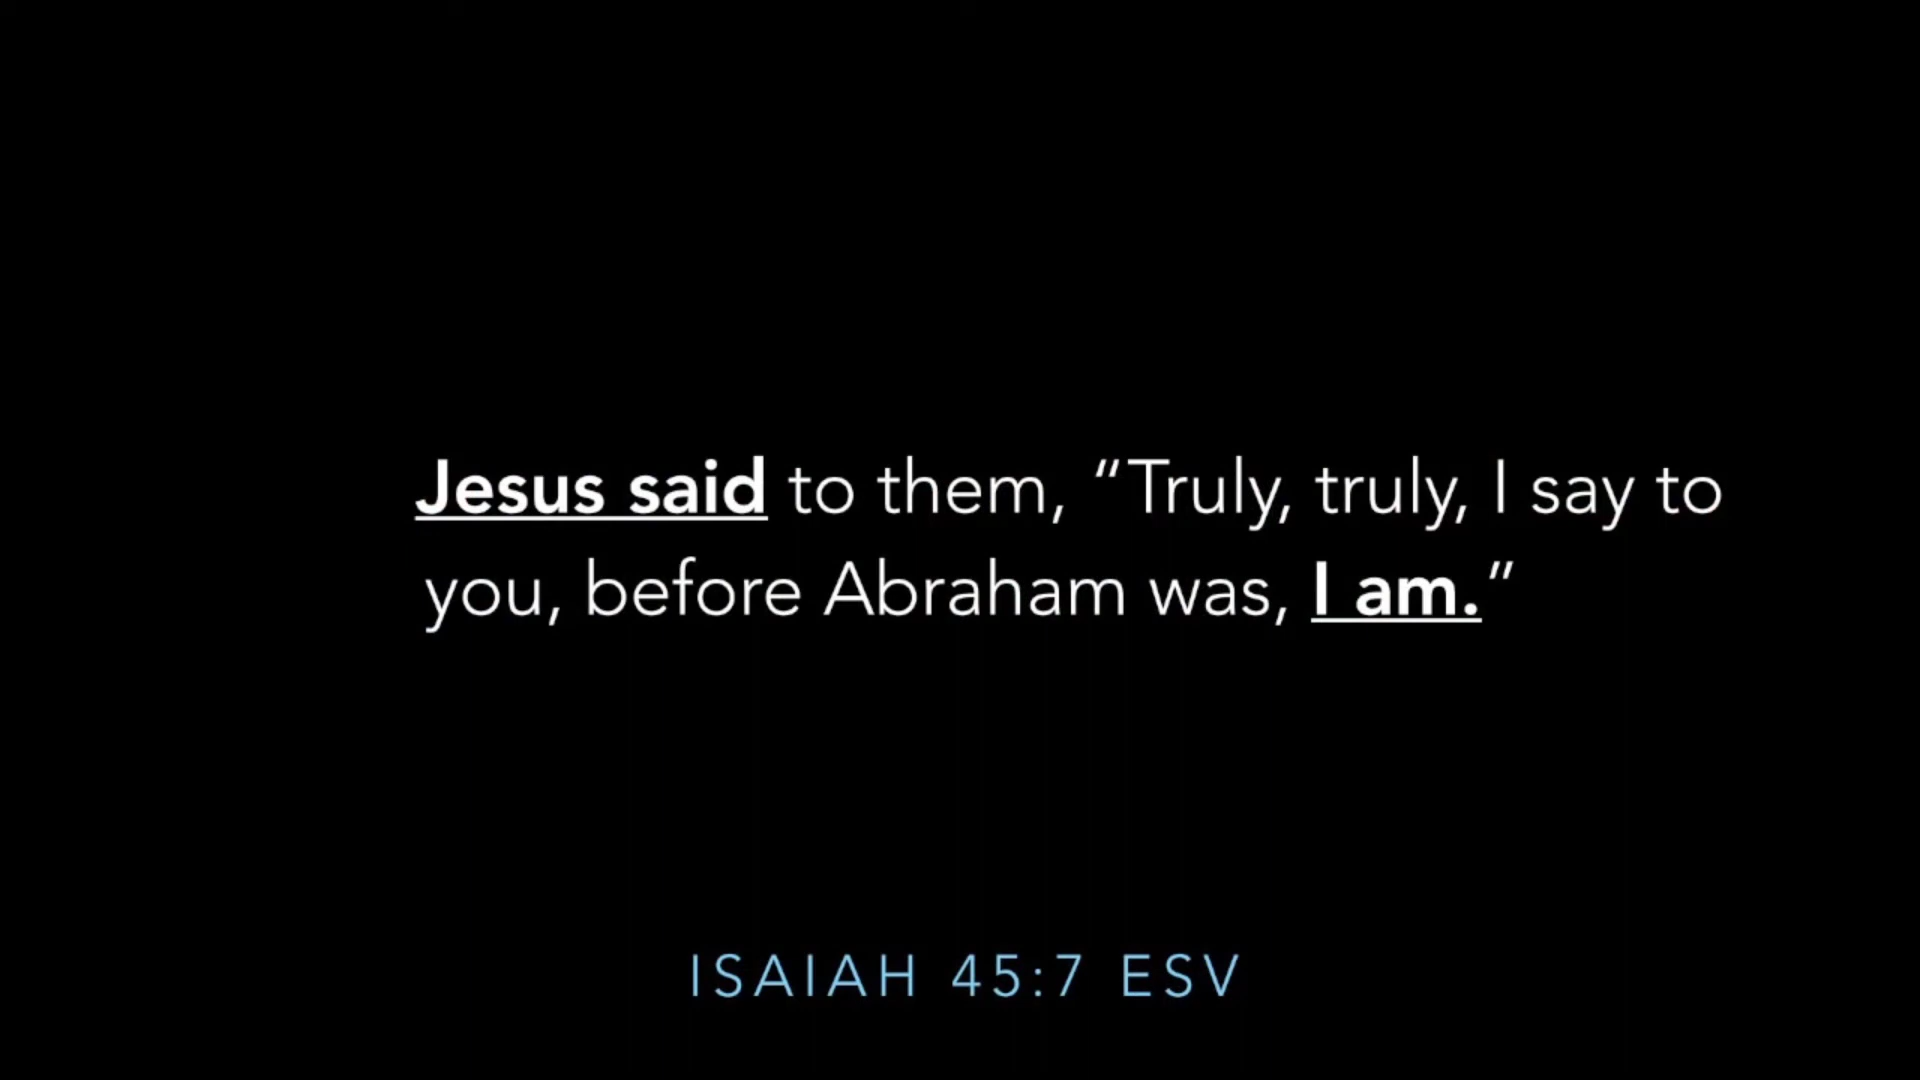 Jesus said to them, “Truly, truly, I say to
you, before Abraham was, I am.”
ISAIAH 45:7 ESV